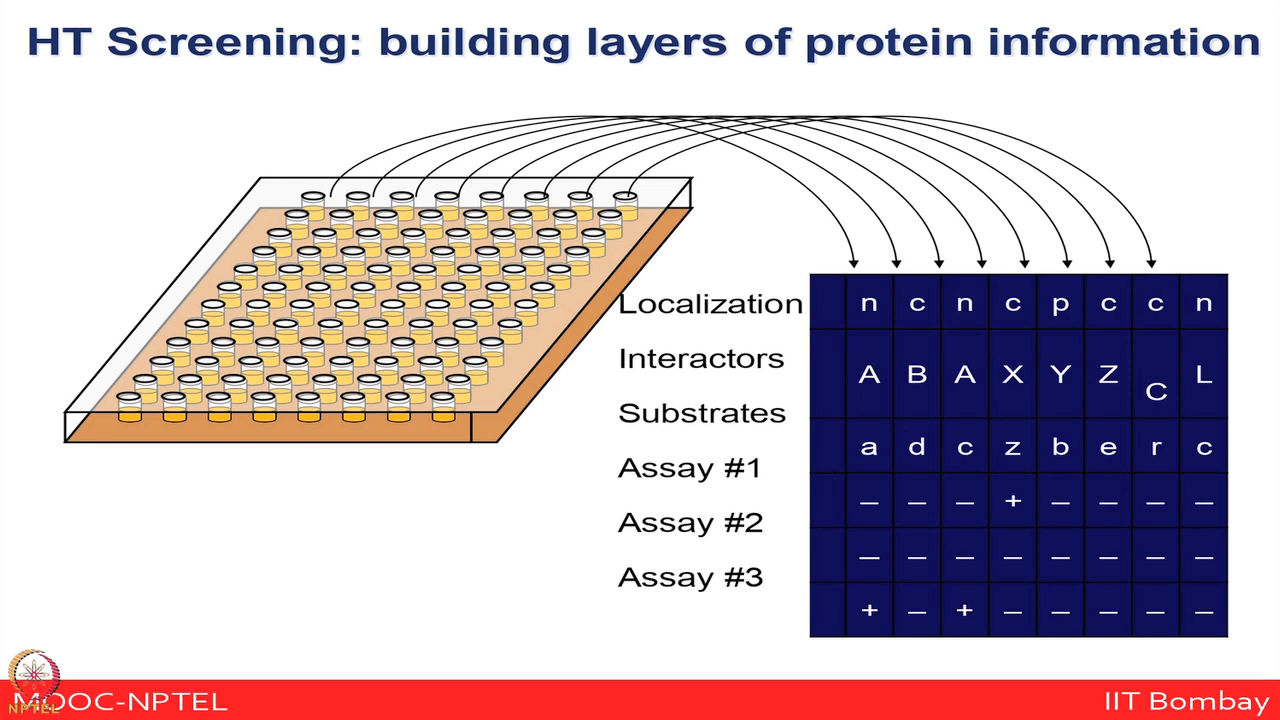 HT Screening: building layers of protein information
Localization
n c n c p c c n
Interactors
A B A X Y Z C L
Substrates
a d c z b e r c
Assay #1
– – – + – – – –
Assay #2
– – – – – – – –
Assay #3
+ – + – – – – –
NPTEL
MOOC-NPTEL
IIT Bombay